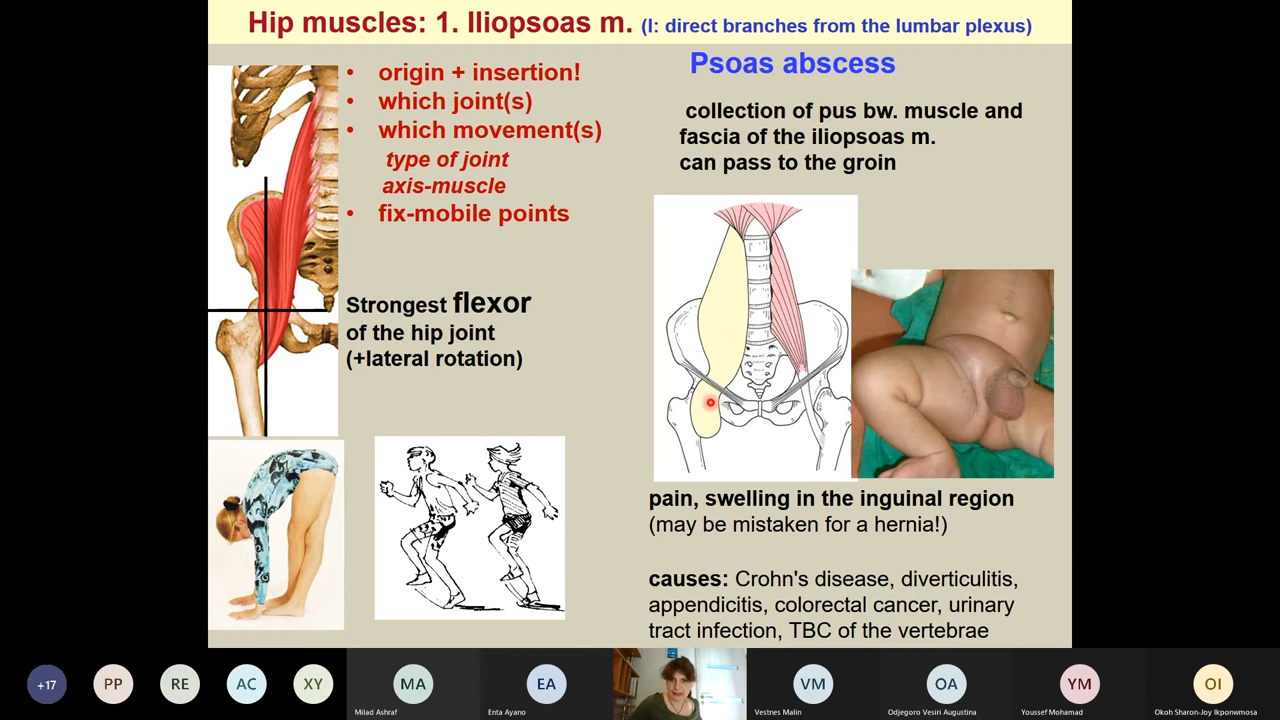 Hip muscles: 1. Iliopsoas m. (I: direct branches from the lumbar plexus)
• origin + insertion!
• which joint(s)
• which movement(s)
type of joint
axis-muscle
• fix-mobile points
Strongest flexor
of the hip joint
(+lateral rotation)
Psoas abscess
collection of pus bw. muscle and
fascia of the iliopsoas m.
can pass to the groin
pain, swelling in the inguinal region
(may be mistaken for a hernia!)
causes: Crohn's disease, diverticulitis,
appendicitis, colorectal cancer, urinary
tract infection, TBC of the vertebrae
+17
PP
RE
AC
XY
MA
Milad Ashraf
EA
Enta Ayano
VM
Vestnes Malin
OA
Odjegoro Vesiri Augustina
YM
Youssef Mohamad
OI
Okoh Sharon-Joy Ikponwmosa